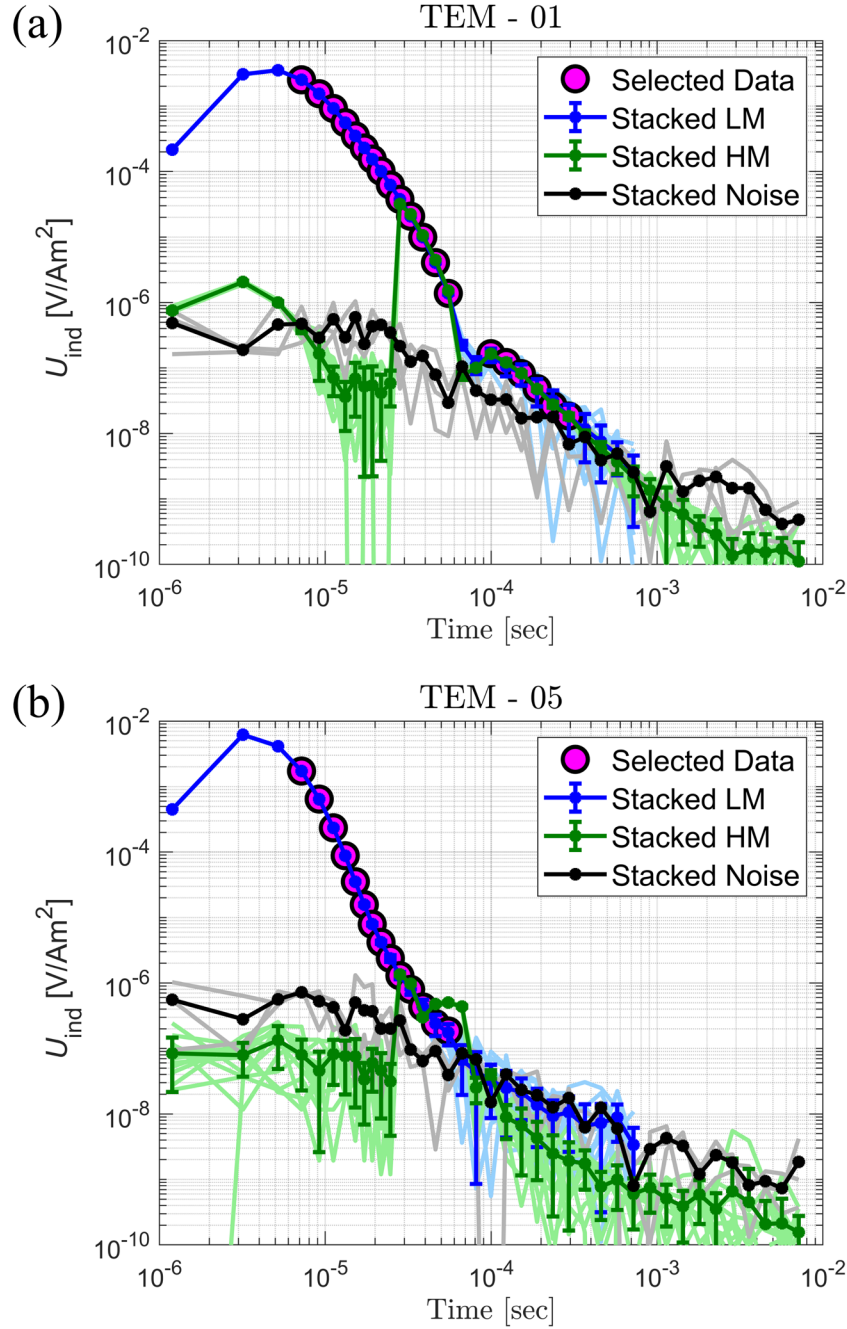 (a)
TEM - 01
10^-2
10^-4
10^-6
10^-8
10^-10
U_ind [V/Am^2]
Selected Data
Stacked LM
Stacked HM
Stacked Noise
10^-6
10^-5
10^-4
10^-3
10^-2
Time [sec]
(b)
TEM - 05
10^-2
10^-4
10^-6
10^-8
10^-10
U_ind [V/Am^2]
Selected Data
Stacked LM
Stacked HM
Stacked Noise
10^-6
10^-5
10^-4
10^-3
10^-2
Time [sec]